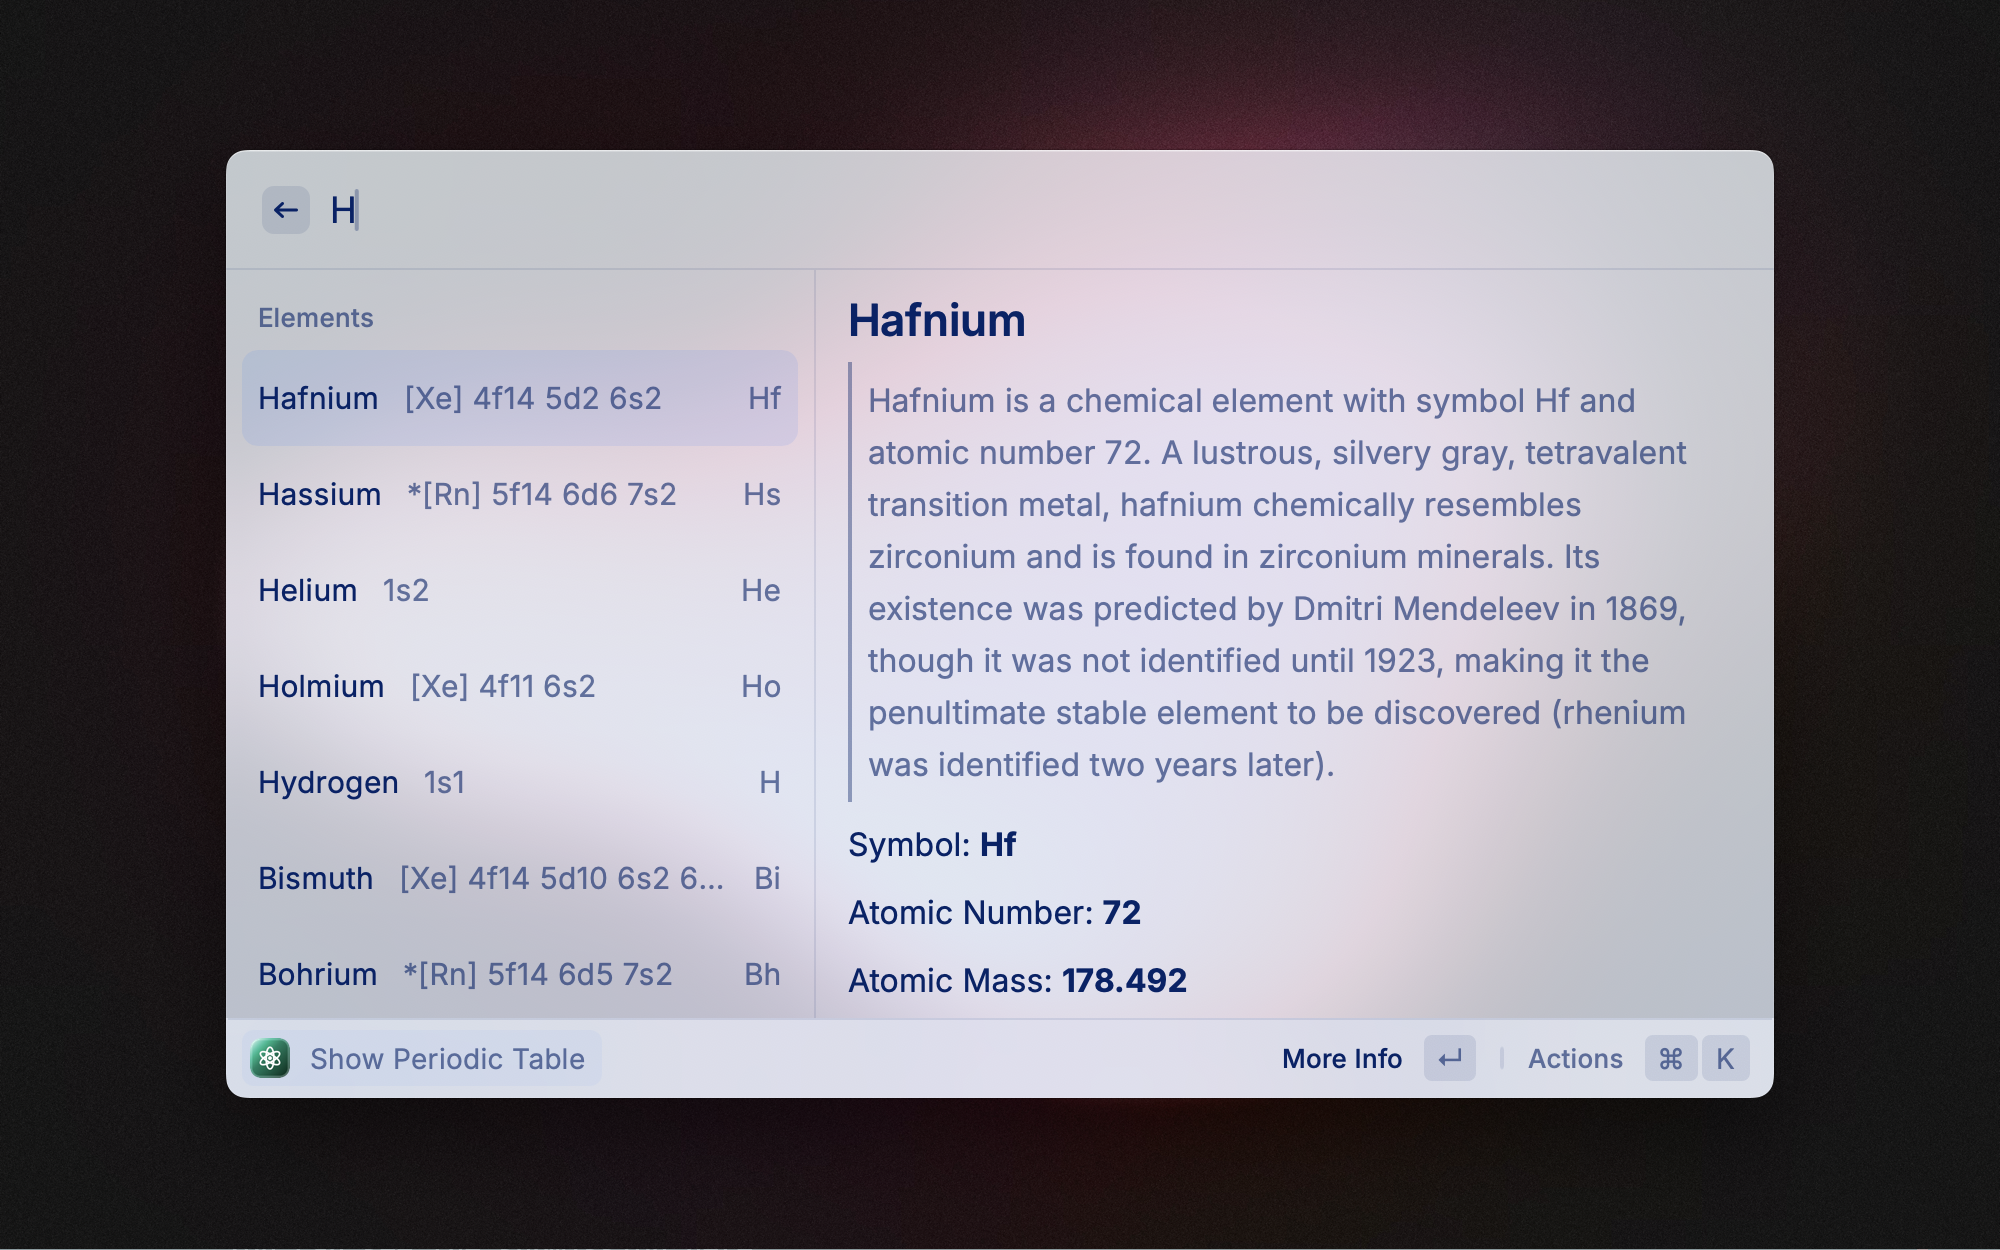 H
Elements
Hafnium [Xe] 4f14 5d2 6s2 Hf
Hassium *[Rn] 5f14 6d6 7s2 Hs
Helium 1s2 He
Holmium [Xe] 4f11 6s2 Ho
Hydrogen 1s1 H
Bismuth [Xe] 4f14 5d10 6s2 6... Bi
Bohrium *[Rn] 5f14 6d5 7s2 Bh
Hafnium
Hafnium is a chemical element with symbol Hf and
atomic number 72. A lustrous, silvery gray, tetravalent
transition metal, hafnium chemically resembles
zirconium and is found in zirconium minerals. Its
existence was predicted by Dmitri Mendeleev in 1869,
though it was not identified until 1923, making it the
penultimate stable element to be discovered (rhenium
was identified two years later).
Symbol: Hf
Atomic Number: 72
Atomic Mass: 178.492
Show Periodic Table
More Info ↵ Actions ⌘ K